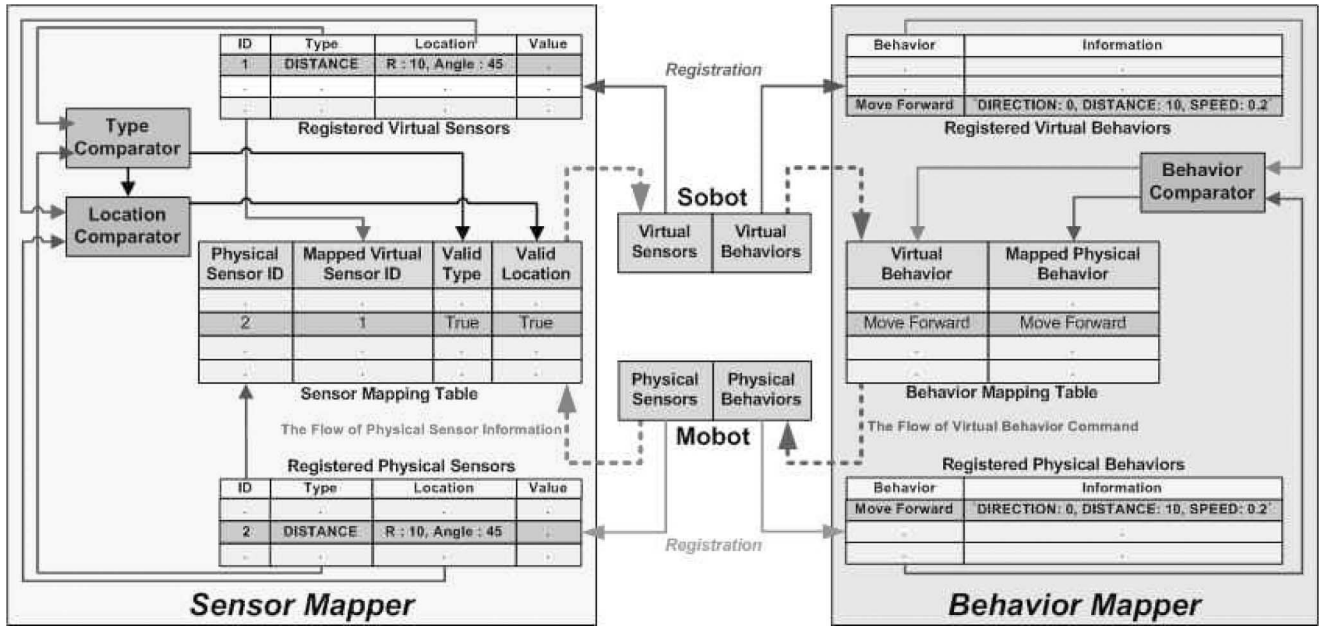 ID Type Location Value
1 DISTANCE R : 10, Angle : 45 .
. . . .
. . . .
Registered Virtual Sensors
Type
Comparator
Location
Comparator
Physical
Sensor ID
Mapped Virtual
Sensor ID
Valid
Type
Valid
Location
. . . .
2 1 True True
. . . .
. . . .
Sensor Mapping Table
The Flow of Physical Sensor Information
Registered Physical Sensors
ID Type Location Value
. . . .
2 DISTANCE R : 10, Angle : 45 .
. . . .
Sensor Mapper
Registration
Sobot
Virtual
Sensors
Virtual
Behaviors
Physical
Sensors
Physical
Behaviors
Mobot
Registration
Behavior Information
. .
. .
Move Forward "DIRECTION: 0, DISTANCE: 10, SPEED: 0.2"
Registered Virtual Behaviors
Behavior
Comparator
Virtual
Behavior
Mapped Physical
Behavior
. .
Move Forward Move Forward
. .
. .
Behavior Mapping Table
The Flow of Virtual Behavior Command
Registered Physical Behaviors
Behavior Information
Move Forward "DIRECTION: 0, DISTANCE: 10, SPEED: 0.2"
. .
. .
Behavior Mapper